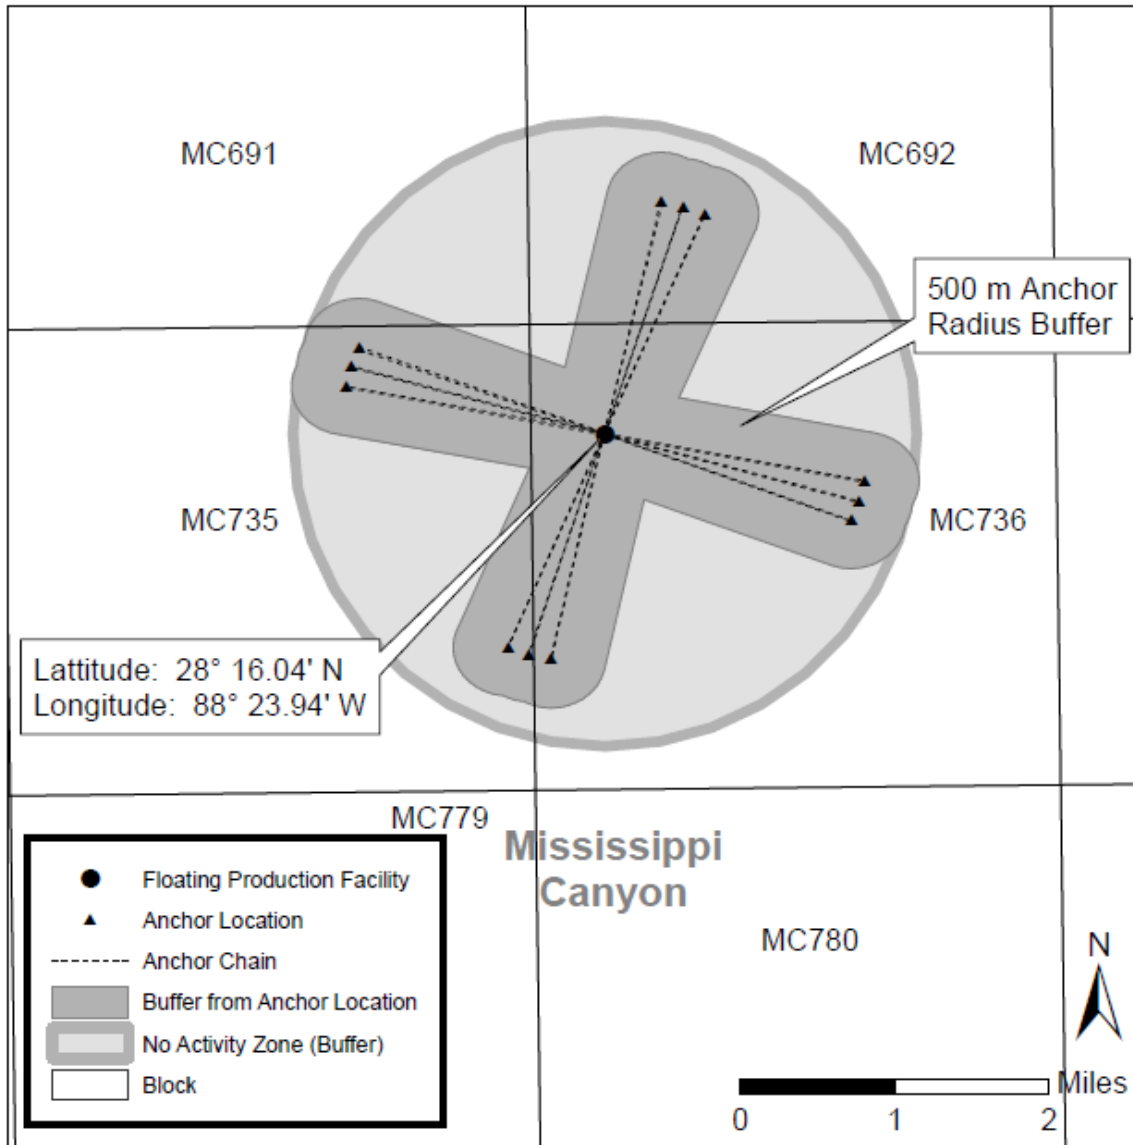 MC691
MC692
500 m Anchor
Radius Buffer
MC735
MC736
Lattitude:  28° 16.04' N
Longitude:  88° 23.94' W
MC779
Mississippi
Canyon
MC780
Floating Production Facility
Anchor Location
Anchor Chain
Buffer from Anchor Location
No Activity Zone (Buffer)
Block
N
Miles
0 1 2